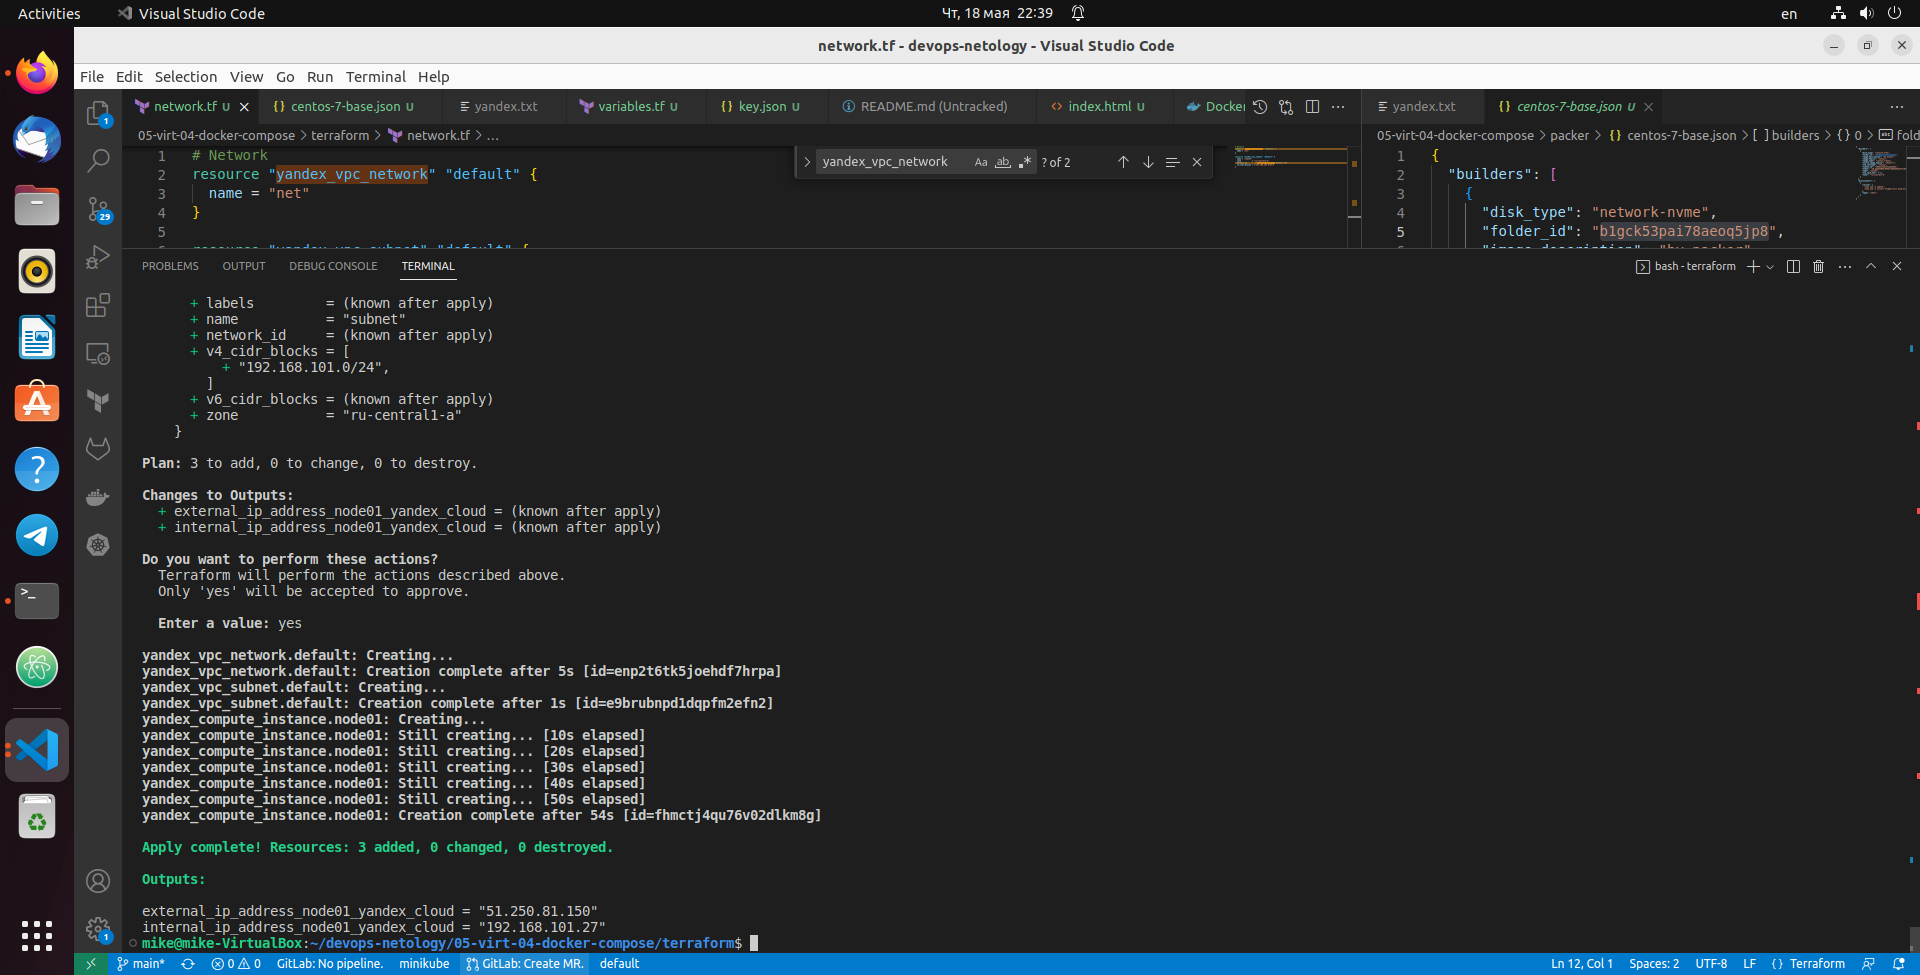 Activities Visual Studio Code Чт, 18 мая 22:39 en
network.tf - devops-netology - Visual Studio Code
File Edit Selection View Go Run Terminal Help
network.tf U centos-7-base.json U yandex.txt variables.tf U key.json U README.md (Untracked) index.html U Docker yandex.txt centos-7-base.json U
05-virt-04-docker-compose > terraform > network.tf > ... 05-virt-04-docker-compose > packer > {} centos-7-base.json > [ ] builders > {} 0 > fold
yandex_vpc_network Aa ab .* ? of 2
1 # Network
2 resource "yandex_vpc_network" "default" {
3 name = "net"
4 }
5
6 resource "yandex_vpc_subnet" "default" {
1 {
2 "builders": [
3 {
4 "disk_type": "network-nvme",
5 "folder_id": "b1gck53pai78aeoq5jp8",
6 "image_description": "by packer"
PROBLEMS OUTPUT DEBUG CONSOLE TERMINAL bash - terraform
+ labels = (known after apply)
+ name = "subnet"
+ network_id = (known after apply)
+ v4_cidr_blocks = [
+ "192.168.101.0/24",
]
+ v6_cidr_blocks = (known after apply)
+ zone = "ru-central1-a"
}
Plan: 3 to add, 0 to change, 0 to destroy.
Changes to Outputs:
+ external_ip_address_node01_yandex_cloud = (known after apply)
+ internal_ip_address_node01_yandex_cloud = (known after apply)
Do you want to perform these actions?
Terraform will perform the actions described above.
Only 'yes' will be accepted to approve.
Enter a value: yes
yandex_vpc_network.default: Creating...
yandex_vpc_network.default: Creation complete after 5s [id=enp2t6tk5joehdf7hrpa]
yandex_vpc_subnet.default: Creating...
yandex_vpc_subnet.default: Creation complete after 1s [id=e9brubnpd1dqpfm2efn2]
yandex_compute_instance.node01: Creating...
yandex_compute_instance.node01: Still creating... [10s elapsed]
yandex_compute_instance.node01: Still creating... [20s elapsed]
yandex_compute_instance.node01: Still creating... [30s elapsed]
yandex_compute_instance.node01: Still creating... [40s elapsed]
yandex_compute_instance.node01: Still creating... [50s elapsed]
yandex_compute_instance.node01: Creation complete after 54s [id=fhmctj4qu76v02dlkm8g]
Apply complete! Resources: 3 added, 0 changed, 0 destroyed.
Outputs:
external_ip_address_node01_yandex_cloud = "51.250.81.150"
internal_ip_address_node01_yandex_cloud = "192.168.101.27"
mike@mike-VirtualBox:~/devops-netology/05-virt-04-docker-compose/terraform$
1
29
1
main* 0 0 GitLab: No pipeline. minikube GitLab: Create MR. default Ln 12, Col 1 Spaces: 2 UTF-8 LF {} Terraform